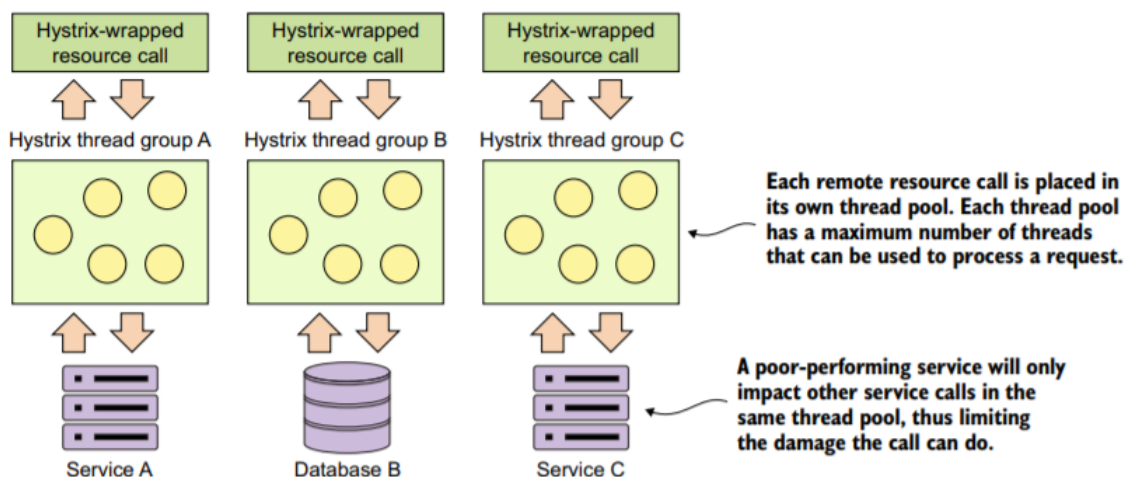 Hystrix-wrapped
resource call
Hystrix-wrapped
resource call
Hystrix-wrapped
resource call
Hystrix thread group A
Hystrix thread group B
Hystrix thread group C
Each remote resource call is placed in
its own thread pool. Each thread pool
has a maximum number of threads
that can be used to process a request.
A poor-performing service will only
impact other service calls in the
same thread pool, thus limiting
the damage the call can do.
Service A
Database B
Service C